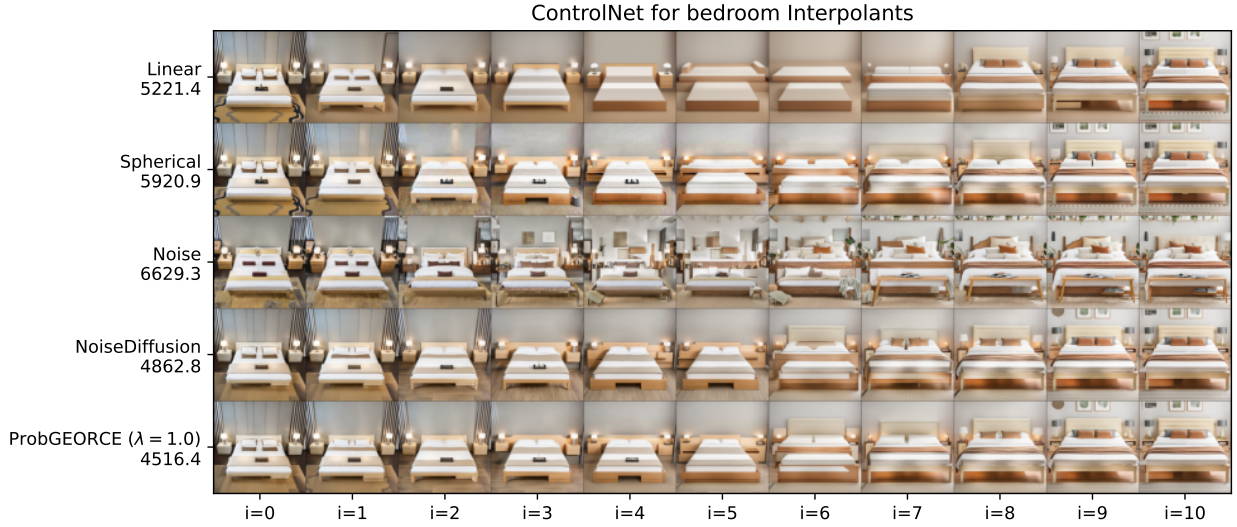 ControlNet for bedroom Interpolants
Linear
5221.4
Spherical
5920.9
Noise
6629.3
NoiseDiffusion
4862.8
ProbGEORCE (λ = 1.0)
4516.4
i=0 i=1 i=2 i=3 i=4 i=5 i=6 i=7 i=8 i=9 i=10